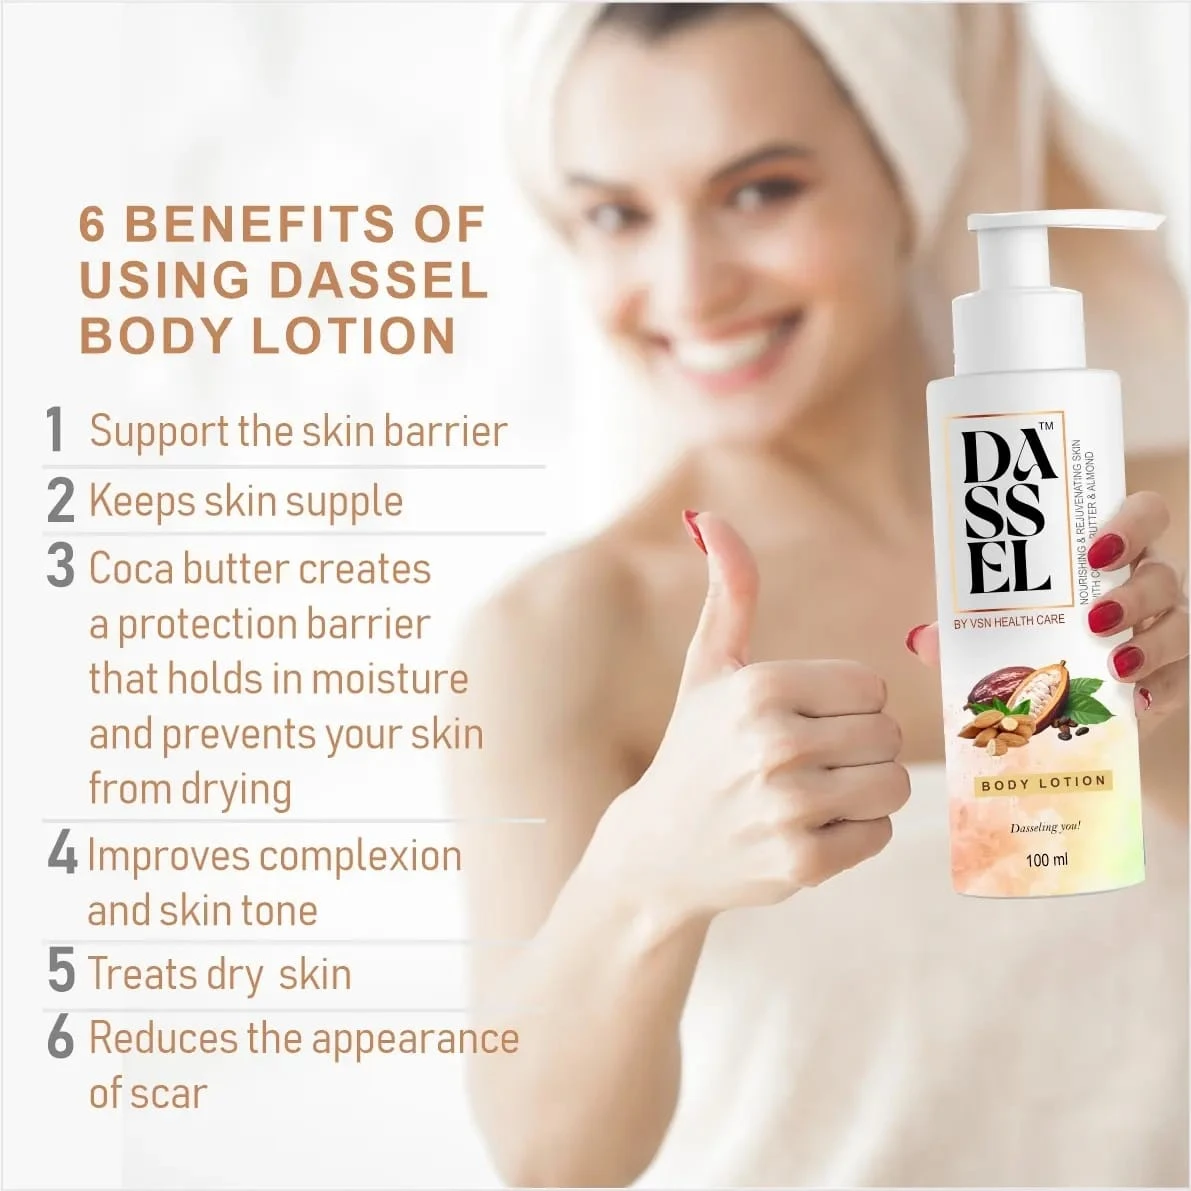 6 BENEFITS OF
USING DASSEL
BODY LOTION
1 Support the skin barrier
2 Keeps skin supple
3 Coca butter creates
a protection barrier
that holds in moisture
and prevents your skin
from drying
4 Improves complexion
and skin tone
5 Treats dry skin
6 Reduces the appearance
of scar
DA™
SS
EL
BY VSN HEALTH CARE
NOURISHING & REJUVENATING SKIN
BUTTER & ALMOND
BODY LOTION
Dasseling you!
100 ml